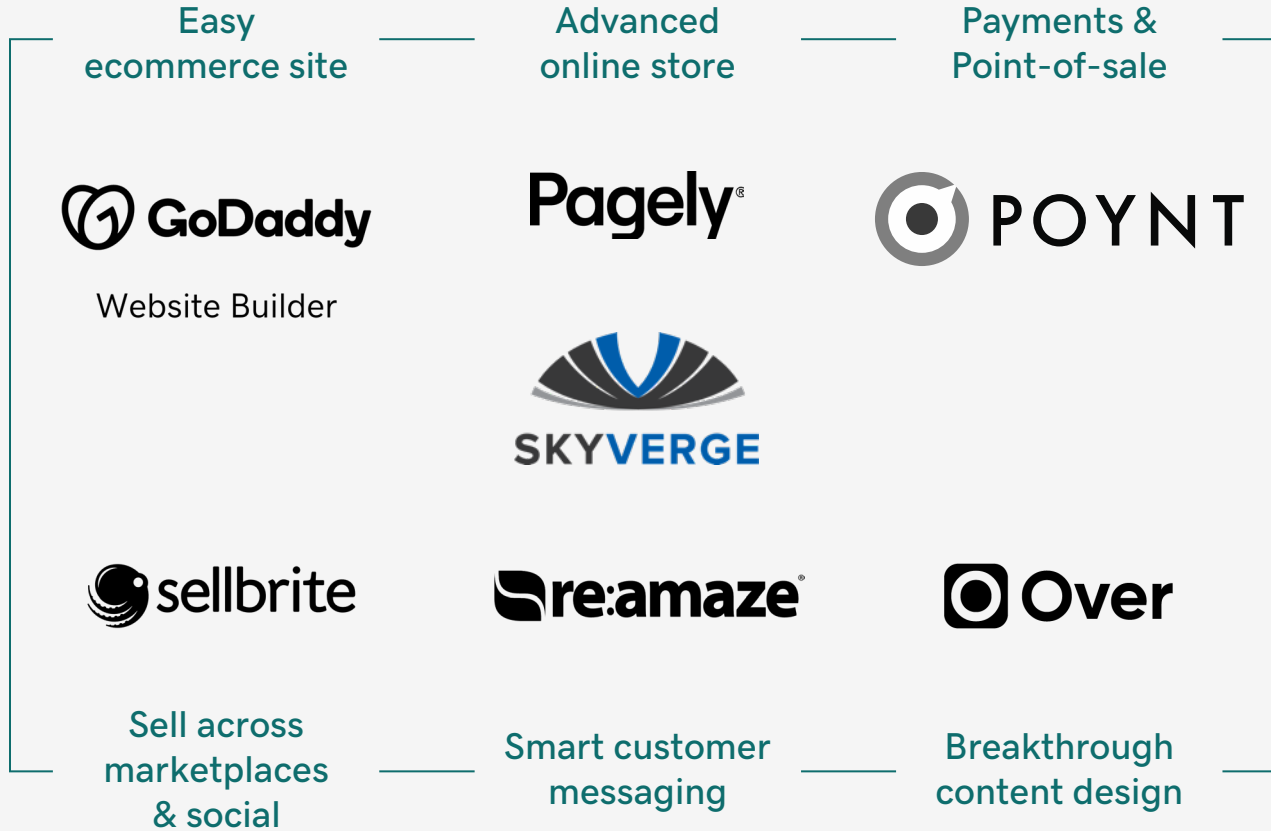 Easy
ecommerce site
Advanced
online store
Payments &
Point-of-sale
GoDaddy
Website Builder
Pagely®
POYNT
SKYVERGE
sellbrite
re:amaze®
Over
Sell across
marketplaces
& social
Smart customer
messaging
Breakthrough
content design